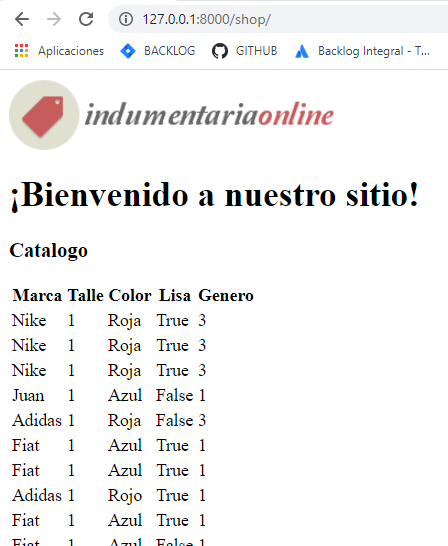 127.0.0.1:8000/shop/
Aplicaciones BACKLOG GITHUB Backlog Integral - T...
indumentariaonline
¡Bienvenido a nuestro sitio!
Catalogo
Marca Talle Color Lisa Genero
Nike 1 Roja True 3
Nike 1 Roja True 3
Nike 1 Roja True 3
Juan 1 Azul False 1
Adidas 1 Roja False 3
Fiat 1 Azul True 1
Fiat 1 Azul True 1
Adidas 1 Rojo True 1
Fiat 1 Azul True 1
Fiat 1 Azul False 1